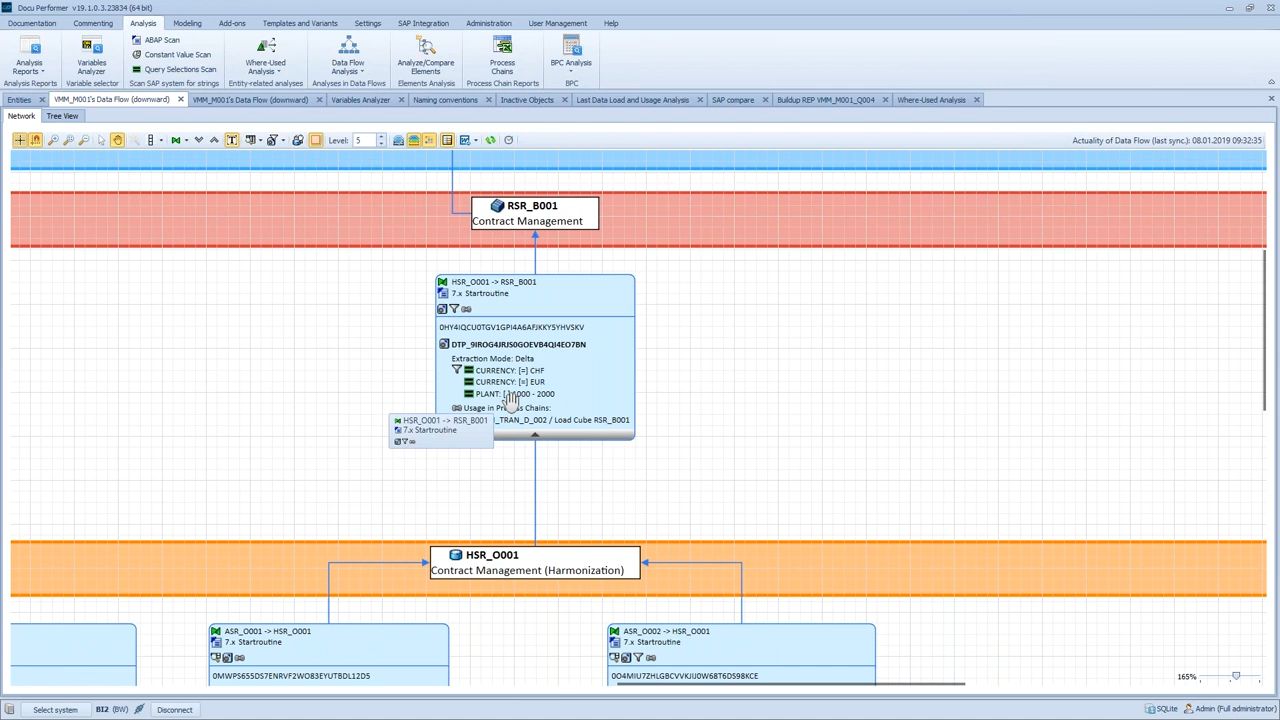 Docu Performer v19.1.0.3.23834 (64 bit)
Documentation Commenting Analysis Modeling Add-ons Templates and Variants Settings SAP Integration Administration User Management Help
Analysis Reports
Variables Analyzer
ABAP Scan
Constant Value Scan
Query Selections Scan
Where-Used Analysis
Data Flow Analysis
Analyze/Compare Elements
Process Chains
BPC Analysis
Analysis Reports Variable selector Scan SAP system for strings Entity-related analyses Analyses in Data Flows Elements Analysis Process Chain Reports BPC
Entities VMM_M001's Data Flow (downward) VMM_M001's Data Flow (downward) Variables Analyzer Naming conventions Inactive Objects Last Data Load and Usage Analysis SAP compare Buildup REP VMM_M001_Q004 Where-Used Analysis
Network Tree View
Level: 5
Actuality of Data Flow (last sync.): 08.01.2019 09:32:35
RSR_B001
Contract Management
HSR_O001 -> RSR_B001
7.x Startroutine
0HY4IQCU0TGV1GPI4A6AFJKKY5YHVSKV
DTP_9IROG4JRJS0GOEVB4QI4EO7BN
Extraction Mode: Delta
CURRENCY: [=] CHF
CURRENCY: [=] EUR
PLANT: [ ] 1000 - 2000
Usage in Process Chains:
_TRAN_D_002 / Load Cube RSR_B001
HSR_O001 -> RSR_B001
7.x Startroutine
HSR_O001
Contract Management (Harmonization)
ASR_O001 -> HSR_O001
7.x Startroutine
0MWPS655DS7ENRVF2WO83EYUTBDL12D5
ASR_O002 -> HSR_O001
7.x Startroutine
0O4MIU7ZHLGBCVVKJIJ0W68T6DS98KCE
165%
Select system BI2 (BW) Disconnect
SQLite Admin (Full administrator)